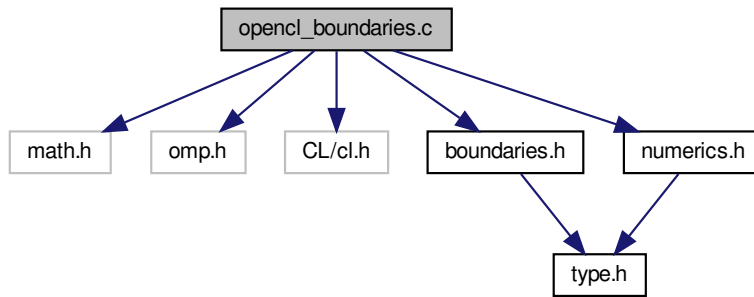 opencl_boundaries.c
math.h
omp.h
CL/cl.h
boundaries.h
numerics.h
type.h